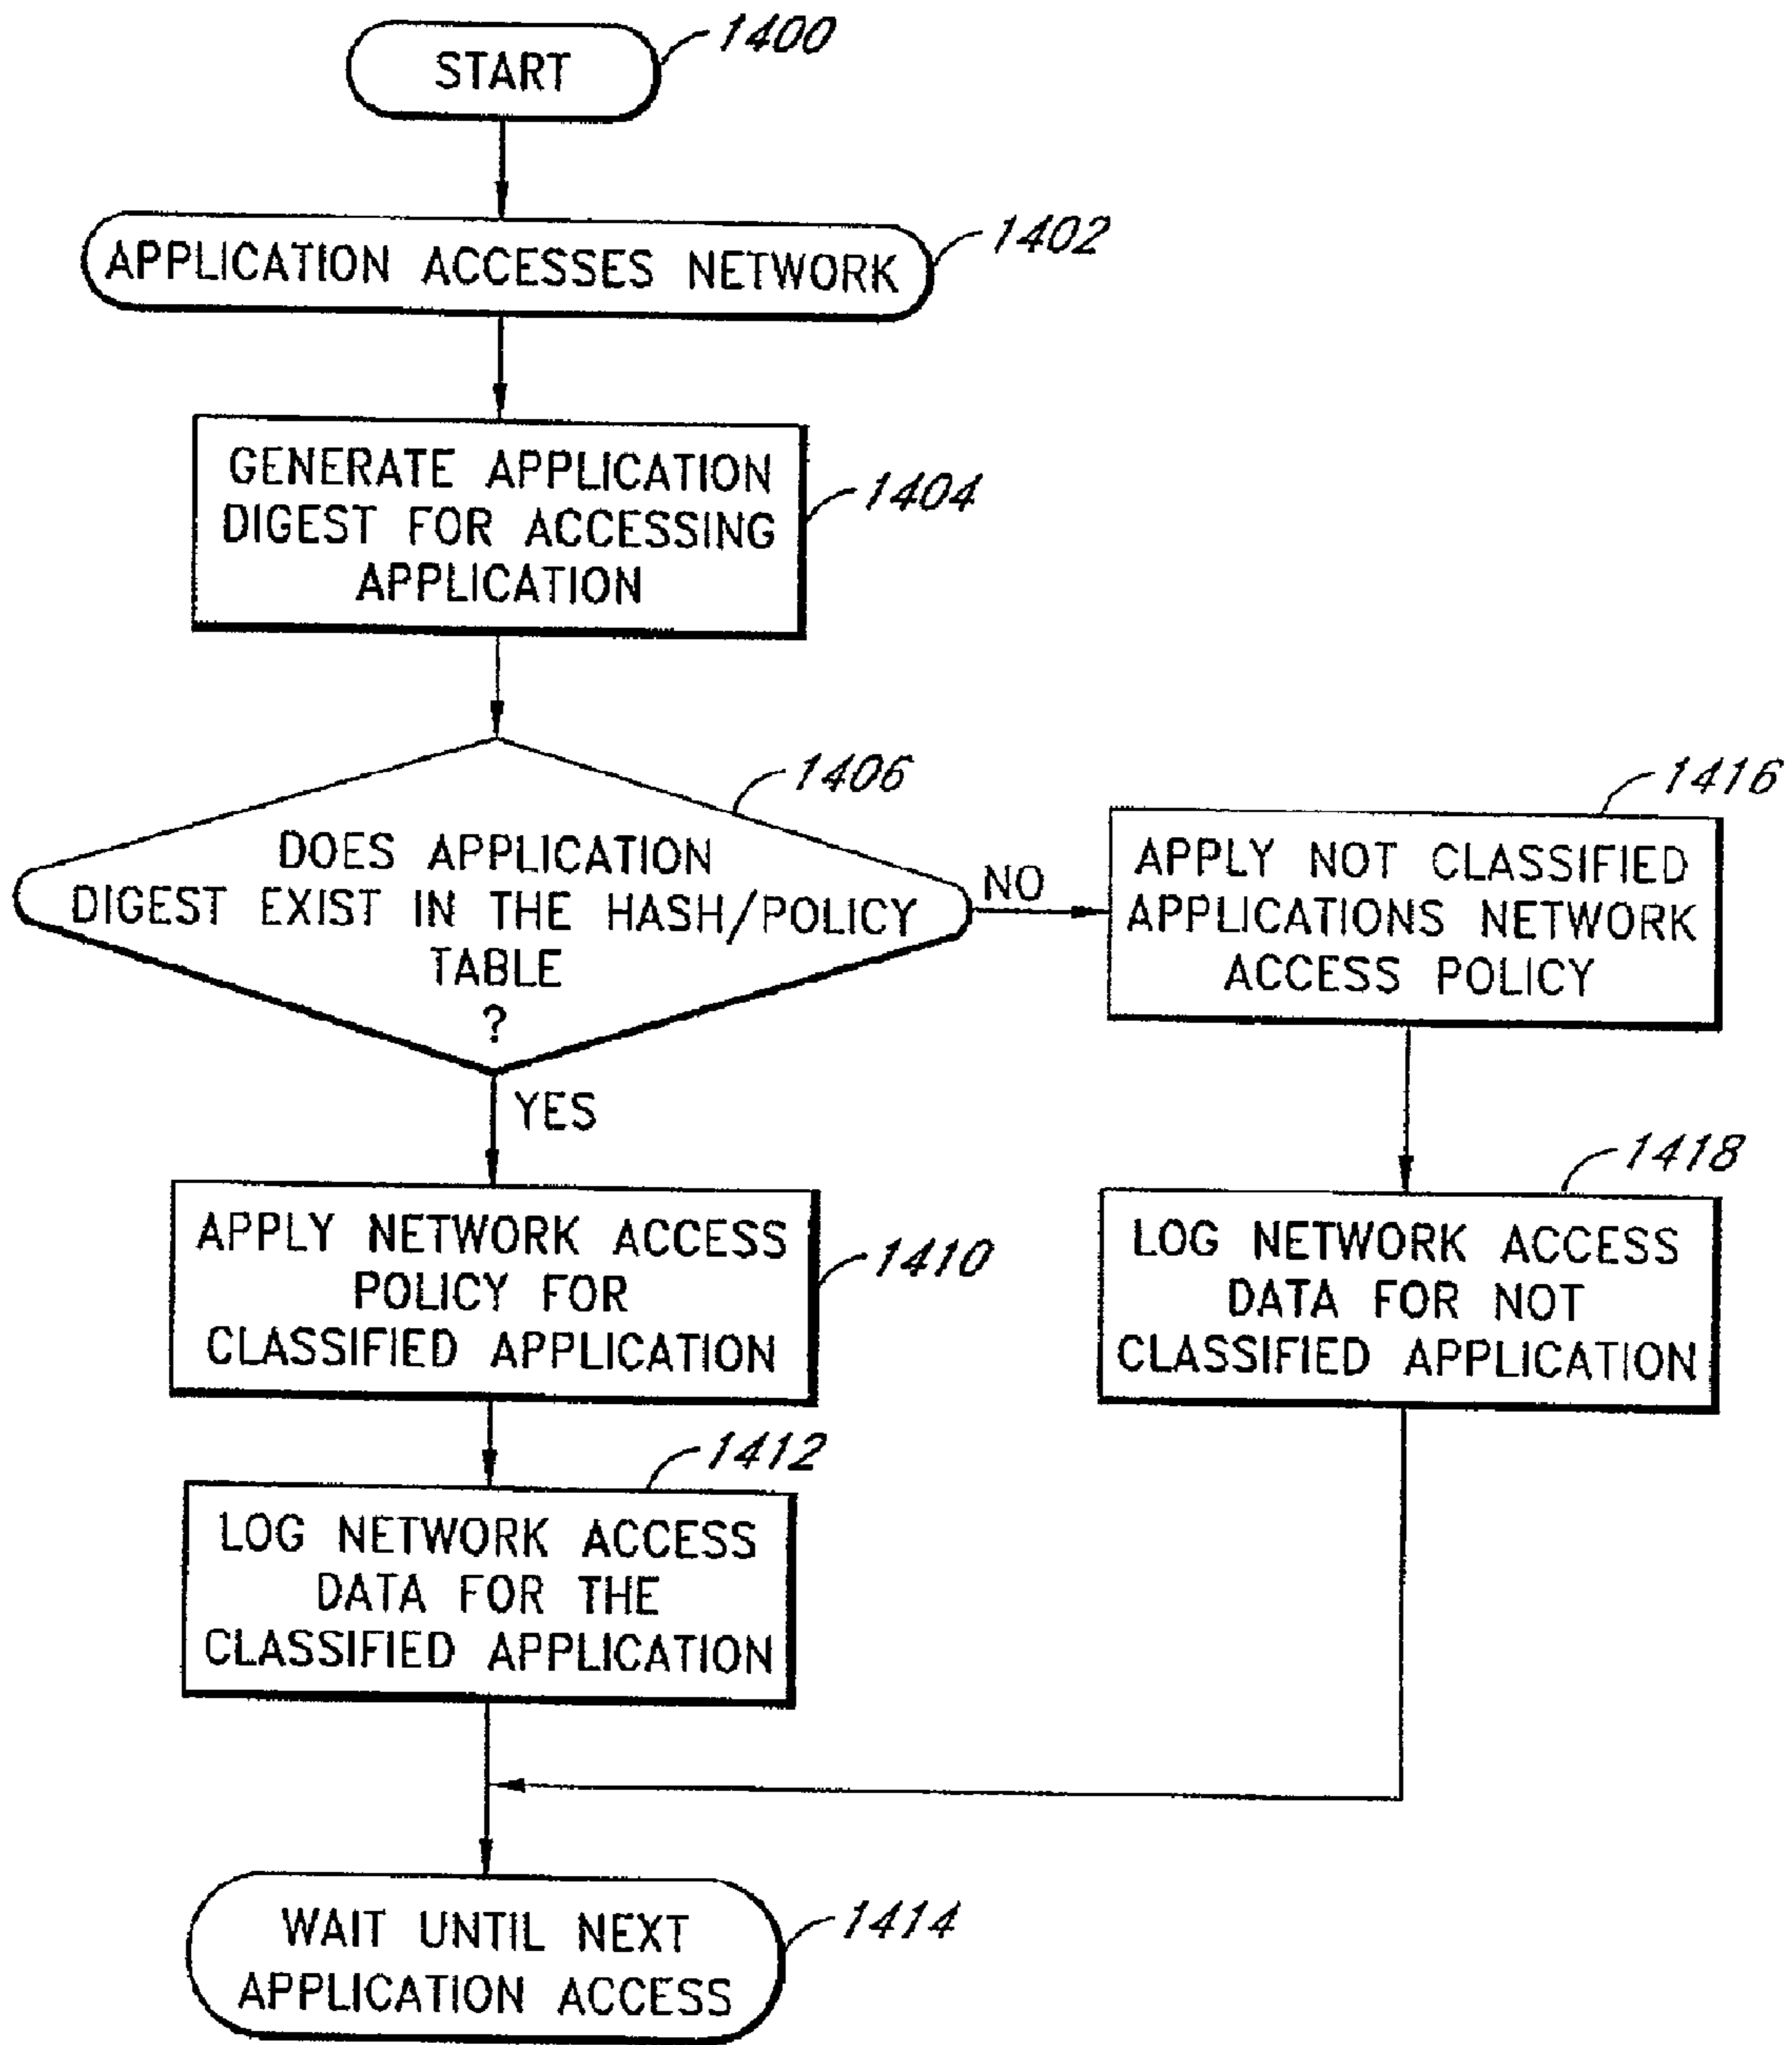 START
1400
APPLICATION ACCESSES NETWORK
1402
GENERATE APPLICATION
DIGEST FOR ACCESSING
APPLICATION
1404
DOES APPLICATION
DIGEST EXIST IN THE HASH/POLICY
TABLE
?
1406
NO
APPLY NOT CLASSIFIED
APPLICATIONS NETWORK
ACCESS POLICY
1416
YES
APPLY NETWORK ACCESS
POLICY FOR
CLASSIFIED APPLICATION
1410
LOG NETWORK ACCESS
DATA FOR NOT
CLASSIFIED APPLICATION
1418
LOG NETWORK ACCESS
DATA FOR THE
CLASSIFIED APPLICATION
1412
WAIT UNTIL NEXT
APPLICATION ACCESS
1414